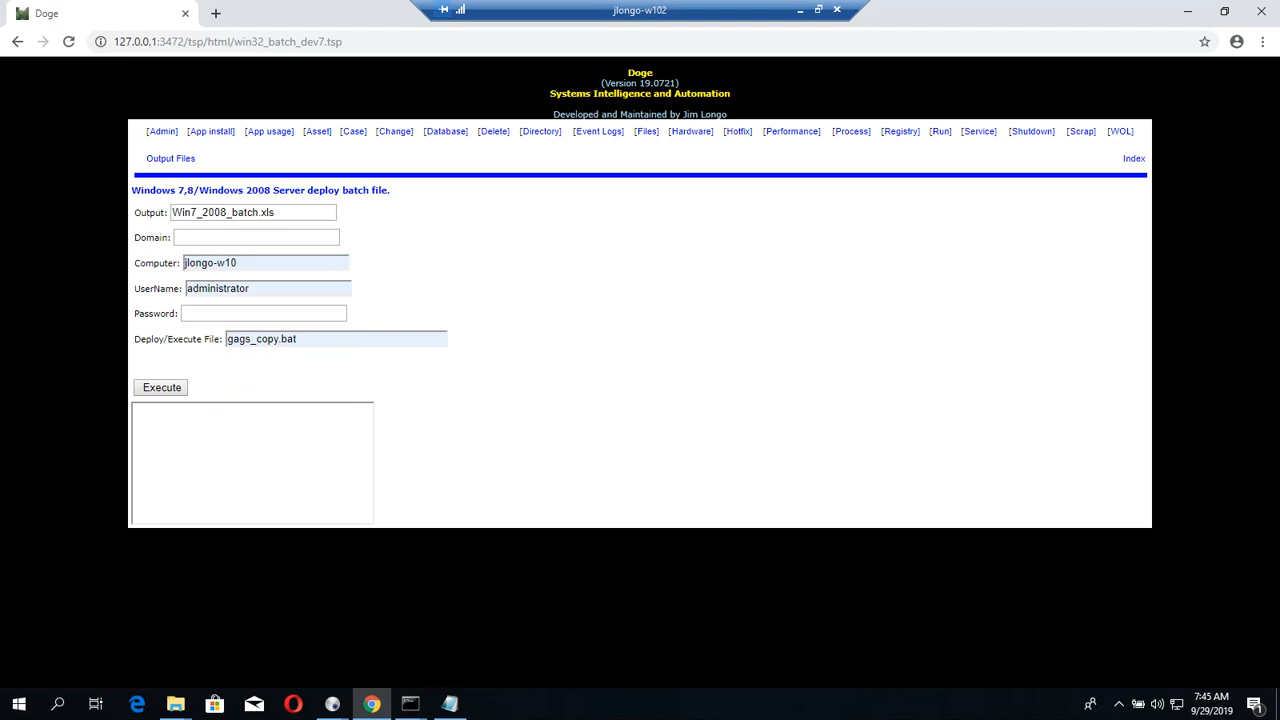 Doge
jlongo-w102
127.0.0.1:3472/tsp/html/win32_batch_dev7.tsp
Doge
(Version 19.0721)
Systems Intelligence and Automation
Developed and Maintained by Jim Longo
[Admin] [App install] [App usage] [Asset] [Case] [Change] [Database] [Delete] [Directory] [Event Logs] [Files] [Hardware] [Hotfix] [Performance] [Process] [Registry] [Run] [Service] [Shutdown] [Scrap] [WOL]
Output Files Index
Windows 7,8/Windows 2008 Server deploy batch file.
Output: Win7_2008_batch.xls
Domain:
Computer: jlongo-w10
UserName: administrator
Password:
Deploy/Execute File: gags_copy.bat
Execute
7:45 AM
9/29/2019
1